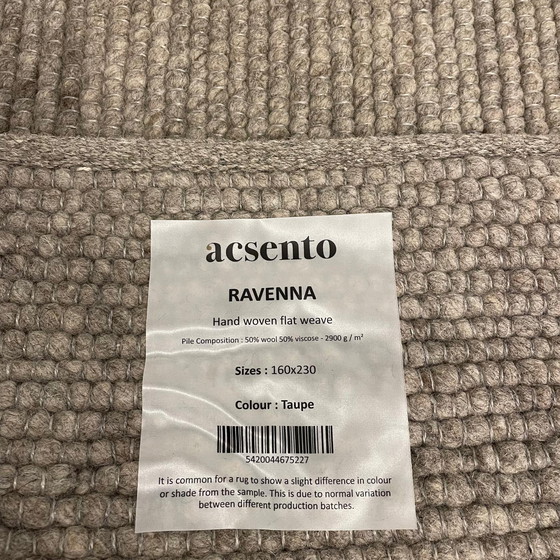 acsento
RAVENNA
Hand woven flat weave
Pile Composition : 50% wool 50% viscose - 2900 g / m²
Sizes : 160x230
Colour : Taupe
5420044675227
It is common for a rug to show a slight difference in colour
or shade from the sample. This is due to normal variation
between different production batches.